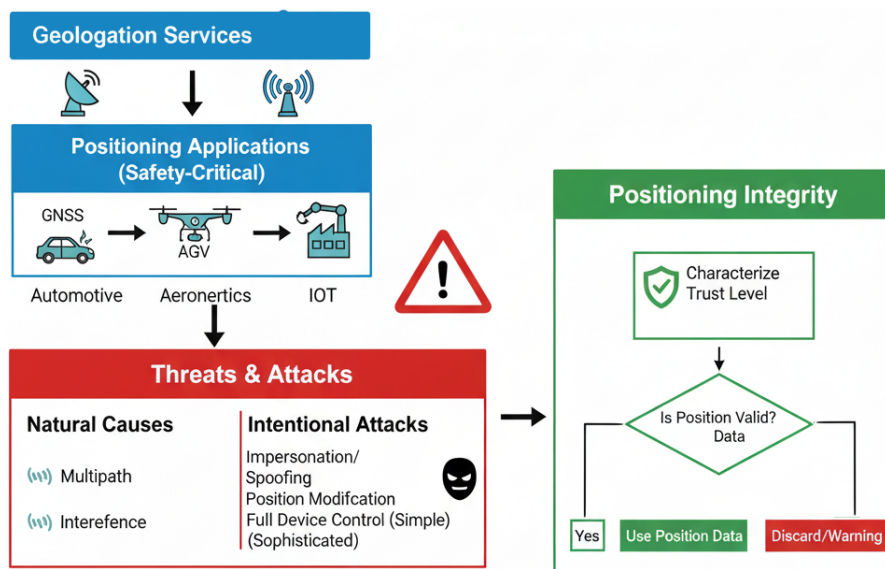 Geologation Services
Positioning Applications
(Safety-Critical)
GNSS
AGV
Automotive
Aeronertics
IOT
Threats & Attacks
Natural Causes
Multipath
Interefence
Intentional Attacks
Impersonation/
Spoofing
Position Modifcation
Full Device Control (Simple)
(Sophisticated)
Positioning Integrity
Characterize
Trust Level
Is Position Valid?
Data
Yes
Use Position Data
Discard/Warning